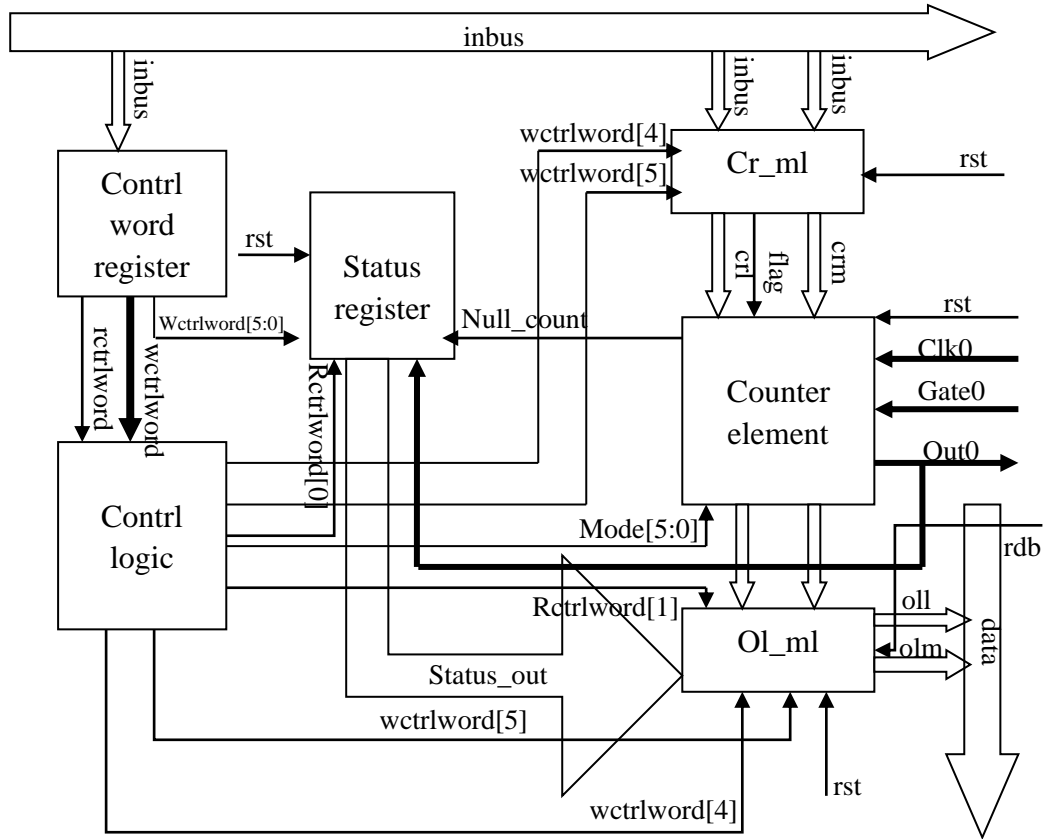 inbus
inbus
inbus
inbus
wctrlword[4]
Cr_ml
rst
Contrl
word
register
wctrlword[5]
rst
Status
register
crl
flag
crm
rctrlword
wctrlword
Wctrlword[5:0]
Null_count
rst
Clk0
Gate0
Out0
Counter
element
Rctrlword[0]
Contrl
logic
Mode[5:0]
rdb
Rctrlword[1]
Ol_ml
oll
olm
data
Status_out
wctrlword[5]
rst
wctrlword[4]